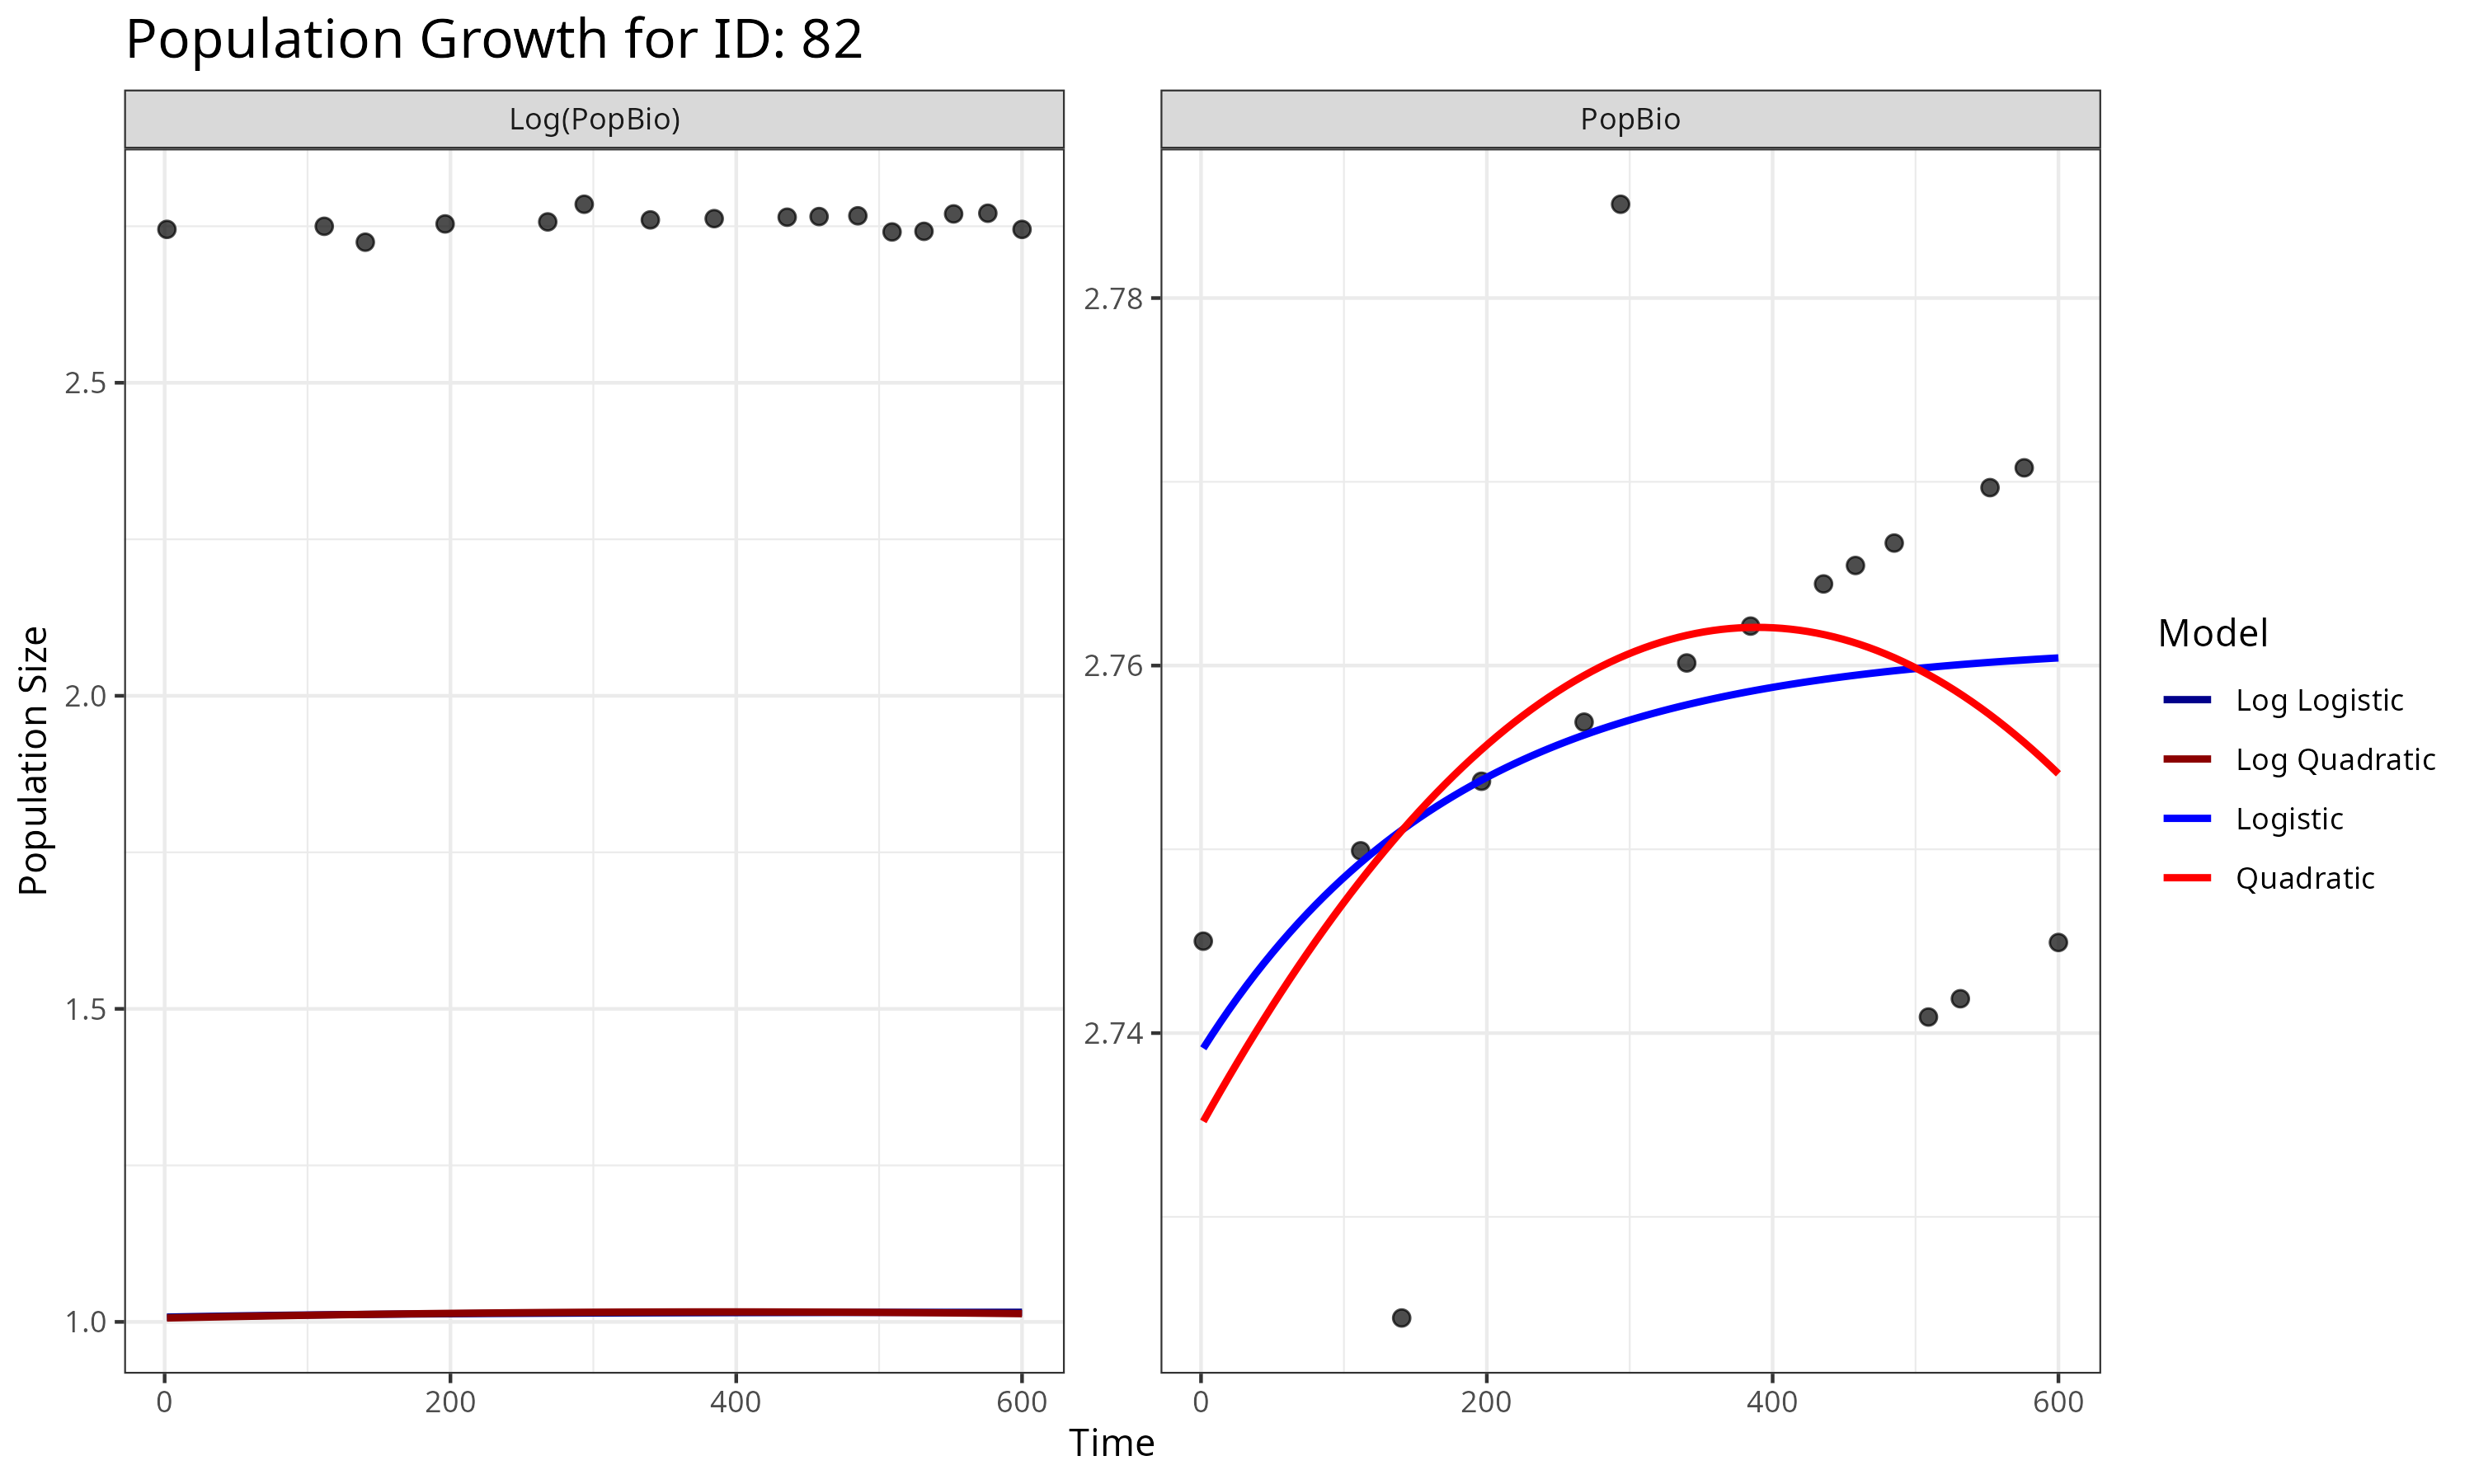 Population Growth for ID: 82
Log(PopBio)
PopBio
Population Size
2.5
2.0
1.5
1.0
2.78
2.76
2.74
0
200
400
600
0
200
400
600
Time
Model
Log Logistic
Log Quadratic
Logistic
Quadratic